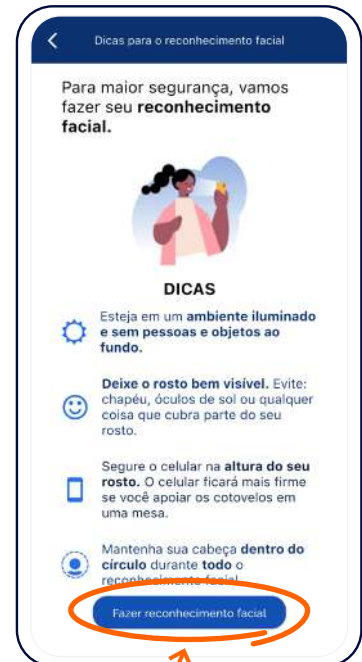 Dicas para o reconhecimento facial
Para maior segurança, vamos
fazer seu reconhecimento
facial.
DICAS
Esteja em um ambiente iluminado
e sem pessoas e objetos ao
fundo.
Deixe o rosto bem visível. Evite:
chapéu, óculos de sol ou qualquer
coisa que cubra parte do seu
rosto.
Segure o celular na altura do seu
rosto. O celular ficará mais firme
se você apoiar os cotovelos em
uma mesa.
Mantenha sua cabeça dentro do
círculo durante todo o
reconhecimento facial
Fazer reconhecimento facial